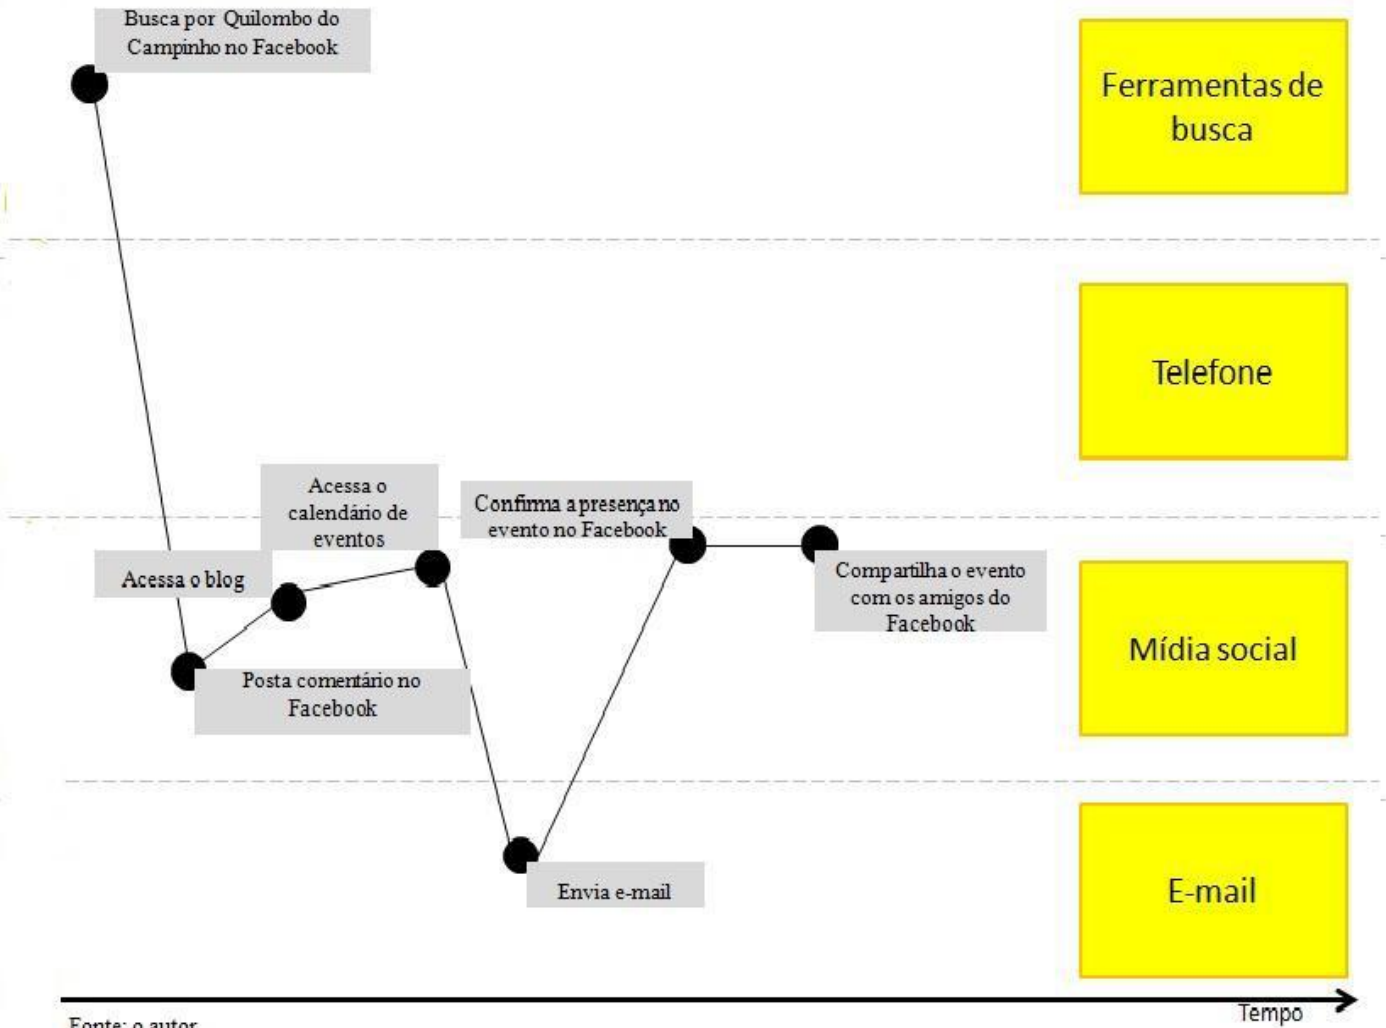 Busca por Quilombo do
Campinho no Facebook
Ferramentas de
busca
Telefone
Acessa o
calendário de
eventos
Confirma a presença no
evento no Facebook
Acessa o blog
Compartilha o evento
com os amigos do
Facebook
Mídia social
Posta comentário no
Facebook
Envia e-mail
E-mail
Tempo
Fonte: o autor